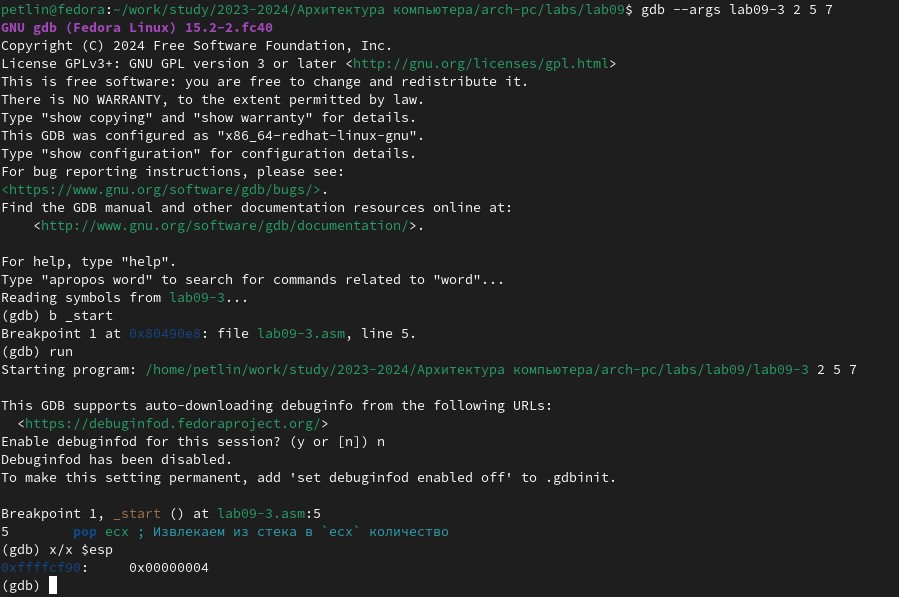 petlin@fedora:~/work/study/2023-2024/Архитектура компьютера/arch-pc/labs/lab09$ gdb --args lab09-3 2 5 7
GNU gdb (Fedora Linux) 15.2-2.fc40
Copyright (C) 2024 Free Software Foundation, Inc.
License GPLv3+: GNU GPL version 3 or later <http://gnu.org/licenses/gpl.html>
This is free software: you are free to change and redistribute it.
There is NO WARRANTY, to the extent permitted by law.
Type "show copying" and "show warranty" for details.
This GDB was configured as "x86_64-redhat-linux-gnu".
Type "show configuration" for configuration details.
For bug reporting instructions, please see:
<https://www.gnu.org/software/gdb/bugs/>.
Find the GDB manual and other documentation resources online at:
    <http://www.gnu.org/software/gdb/documentation/>.

For help, type "help".
Type "apropos word" to search for commands related to "word"...
Reading symbols from lab09-3...
(gdb) b _start
Breakpoint 1 at 0x80490e8: file lab09-3.asm, line 5.
(gdb) run
Starting program: /home/petlin/work/study/2023-2024/Архитектура компьютера/arch-pc/labs/lab09/lab09-3 2 5 7

This GDB supports auto-downloading debuginfo from the following URLs:
  <https://debuginfod.fedoraproject.org/>
Enable debuginfod for this session? (y or [n]) n
Debuginfod has been disabled.
To make this setting permanent, add 'set debuginfod enabled off' to .gdbinit.

Breakpoint 1, _start () at lab09-3.asm:5
5        pop ecx ; Извлекаем из стека в `ecx` количество
(gdb) x/x $esp
0xffffcf90:     0x00000004
(gdb)